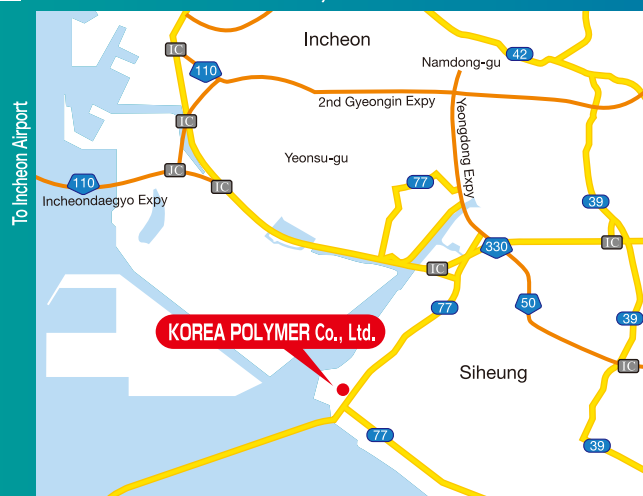 IC
Incheon
42
Namdong-gu
110
2nd Gyeongin Expy
Yeongdong Expy
IC
To Incheon Airport
Yeonsu-gu
JC
110
IC
77
Incheondaegyo Expy
39
330
IC
IC
50
77
39
KOREA POLYMER Co., Ltd.
IC
Siheung
77
39